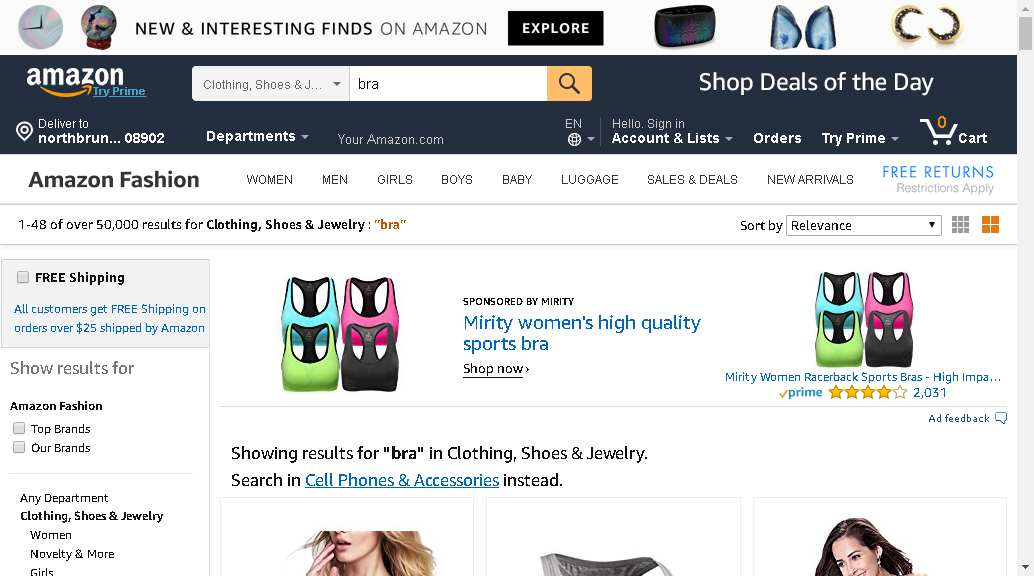 NEW & INTERESTING FINDS ON AMAZON EXPLORE
amazon
Try Prime
Clothing, Shoes & J... bra
Shop Deals of the Day
Deliver to
northbrun... 08902
Departments
Your Amazon.com
EN
Hello. Sign in
Account & Lists
Orders
Try Prime
0
Cart
Amazon Fashion WOMEN MEN GIRLS BOYS BABY LUGGAGE SALES & DEALS NEW ARRIVALS
FREE RETURNS
Restrictions Apply
1-48 of over 50,000 results for Clothing, Shoes & Jewelry : "bra"
Sort by Relevance
FREE Shipping
All customers get FREE Shipping on
orders over $25 shipped by Amazon
Show results for
Amazon Fashion
Top Brands
Our Brands
Any Department
Clothing, Shoes & Jewelry
Women
Novelty & More
Girls
SPONSORED BY MIRITY
Mirity women's high quality
sports bra
Shop now ›
Mirity Women Racerback Sports Bras - High Impa...
prime 2,031
Ad feedback
Showing results for "bra" in Clothing, Shoes & Jewelry.
Search in Cell Phones & Accessories instead.